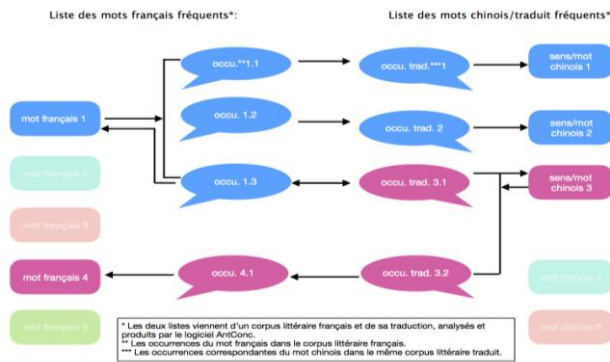 Liste des mots français fréquents*:
Liste des mots chinois/traduit fréquents*
occu.**1.1
occu. trad.***1
sens/mot
chinois 1
mot français 1
occu. 1.2
occu. trad. 2
sens/mot
chinois 2
mot français 2
occu. 1.3
occu. trad. 3.1
sens/mot
chinois 3
mot français 3
mot français 4
occu. 4.1
occu. trad. 3.2
mot chinois 4
mot français 5
mot chinois 5
* Les deux listes viennent d'un corpus littéraire français et de sa traduction, analysés et
produits par le logiciel AntConc.
** Les occurrences du mot français dans le corpus littéraire français.
*** Les occurrences correspondantes du mot chinois dans le même corpus littéraire traduit.